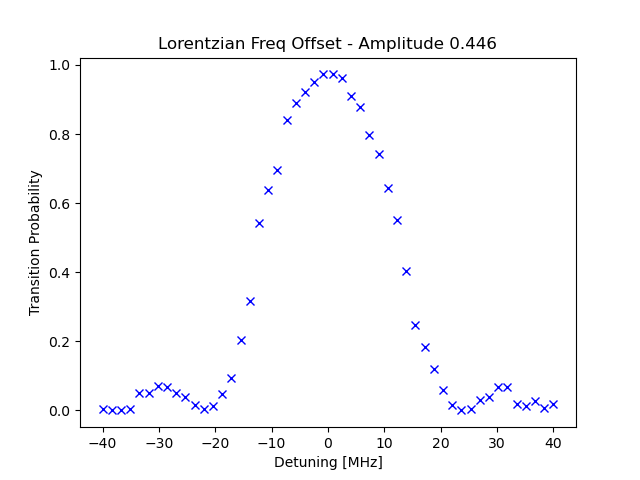 Lorentzian Freq Offset - Amplitude 0.446
Transition Probability
1.0
0.8
0.6
0.4
0.2
0.0
−40 −30 −20 −10 0 10 20 30 40
Detuning [MHz]